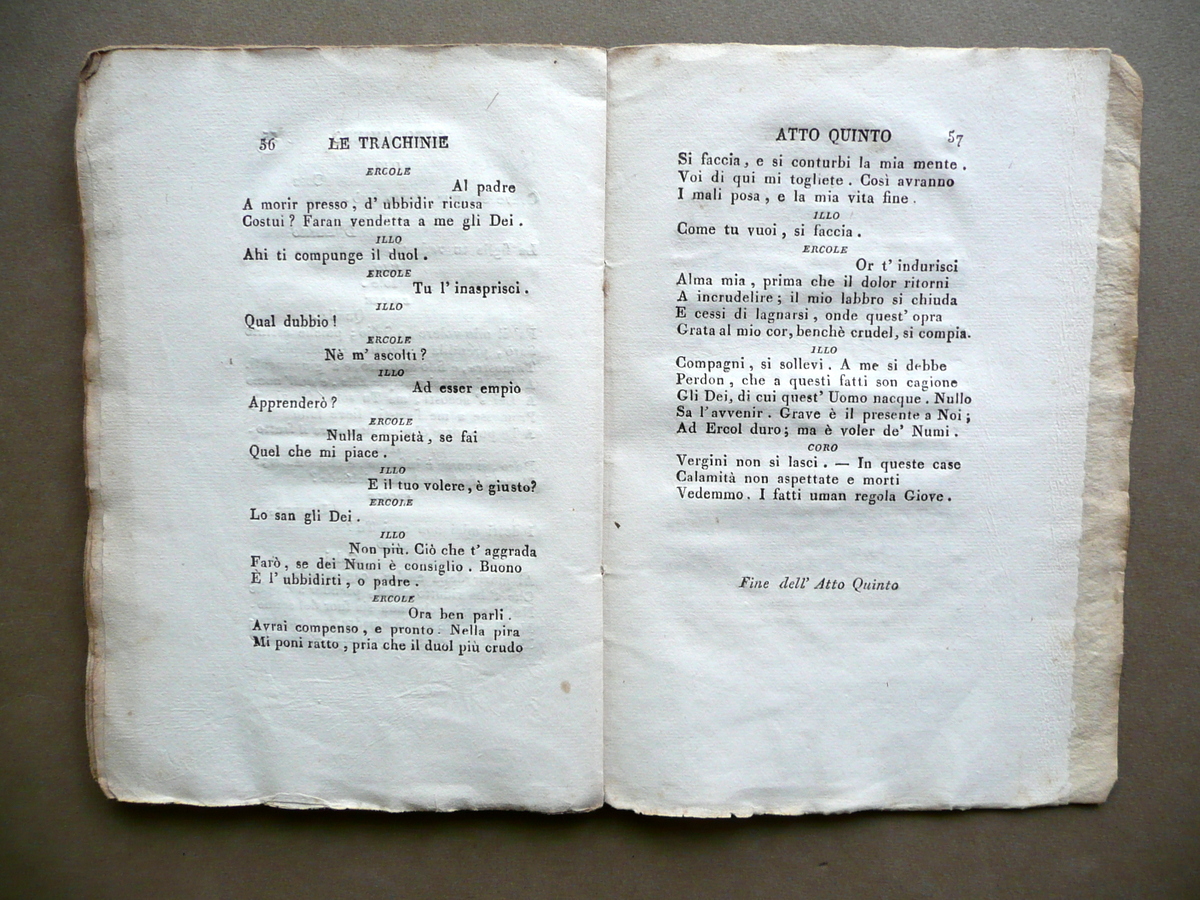 56 LE TRACHINIE
ERCOLE
Al padre
A morir presso, d' ubbidir ricusa
Costui? Faran vendetta a me gli Dei.
ILLO
Ahi ti compunge il duol.
ERCOLE
Tu l' inasprisci.
ILLO
Qual dubbio!
ERCOLE
Nè m' ascolti?
ILLO
Ad esser empio
Apprenderò?
ERCOLE
Nulla empietà, se fai
Quel che mi piace.
ILLO
E il tuo volere, è giusto?
ERCOLE
Lo san gli Dei.
ILLO
Non più. Ciò che t' aggrada
Farò, se dei Numi è consiglio. Buono
È l' ubbidirti, o padre.
ERCOLE
Ora ben parli.
Avrai compenso, e pronto. Nella pira
Mi poni ratto, pria che il duol più crudo
ATTO QUINTO 57
Si faccia, e si conturbi la mia mente.
Voi di qui mi togliete. Così avranno
I mali posa, e la mia vita fine.
ILLO
Come tu vuoi, si faccia.
ERCOLE
Or t' indurisci
Alma mia, prima che il dolor ritorni
A incrudelire; il mio labbro si chiuda
E cessi di lagnarsi, onde quest' opra
Grata al mio cor, benchè crudel, si compia.
ILLO
Compagni, si sollevi. A me si debbe
Perdon, che a questi fatti son cagione
Gli Dei, di cui quest' Uomo nacque. Nullo
Sa l'avvenir. Grave è il presente a Noi;
Ad Ercol duro; ma è voler de' Numi.
CORO
Vergini non si lasci. — In queste case
Calamità non aspettate e morti
Vedemmo. I fatti uman regola Giove.
Fine dell' Atto Quinto